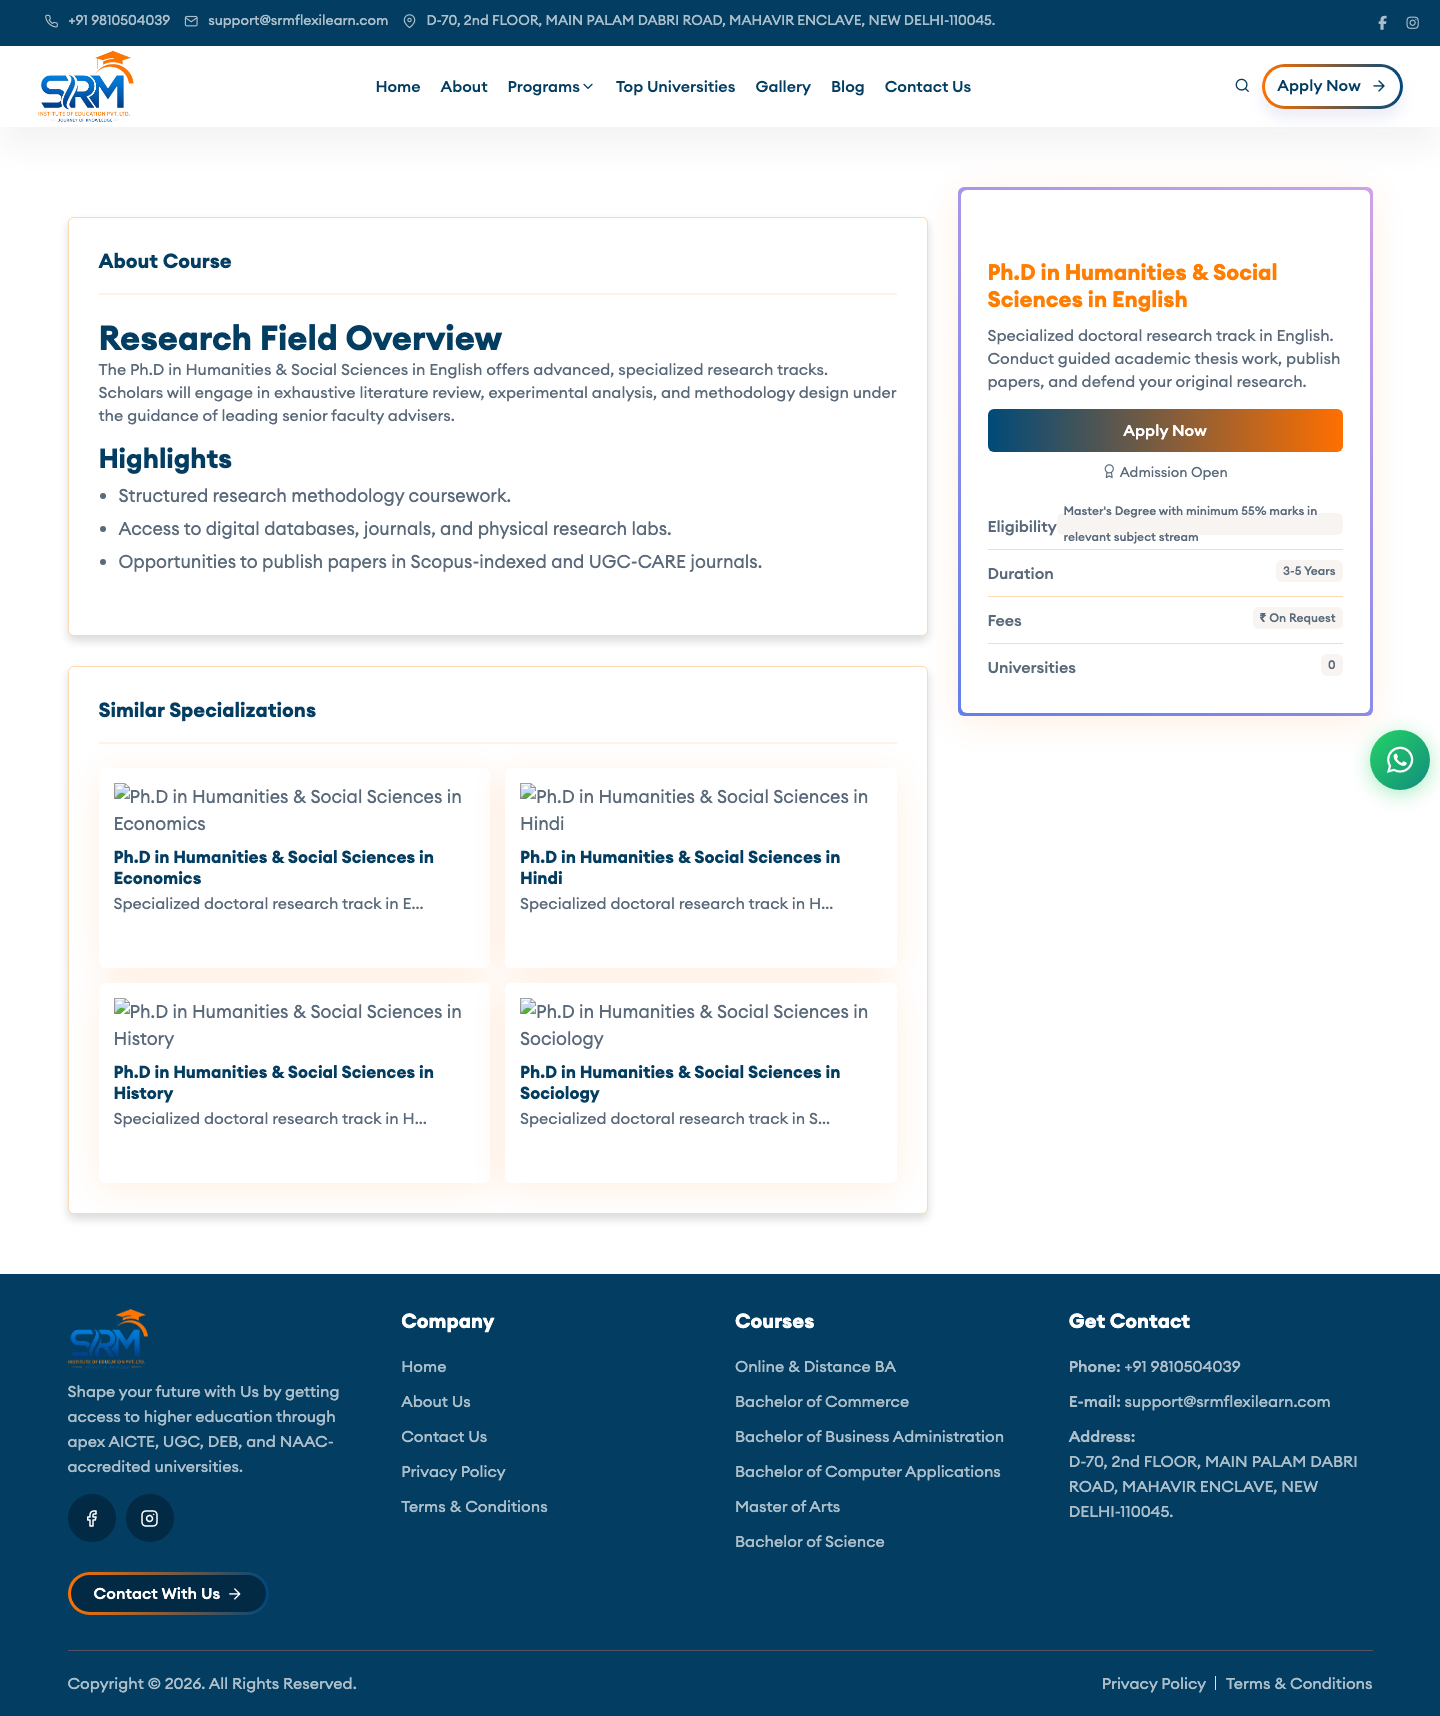 +91 9810504039 support@srmflexilearn.com D-70, 2nd FLOOR, MAIN PALAM DABRI ROAD, MAHAVIR ENCLAVE, NEW DELHI-110045.
SRM
INSTITUTE OF EDUCATION PVT. LTD.
JOURNEY OF KNOWLEDGE
Home About Programs Top Universities Gallery Blog Contact Us
Apply Now
About Course
Research Field Overview
The Ph.D in Humanities & Social Sciences in English offers advanced, specialized research tracks.
Scholars will engage in exhaustive literature review, experimental analysis, and methodology design under
the guidance of leading senior faculty advisers.
Highlights
• Structured research methodology coursework.
• Access to digital databases, journals, and physical research labs.
• Opportunities to publish papers in Scopus-indexed and UGC-CARE journals.
Ph.D in Humanities & Social
Sciences in English
Specialized doctoral research track in English.
Conduct guided academic thesis work, publish
papers, and defend your original research.
Apply Now
Admission Open
Eligibility
Master's Degree with minimum 55% marks in
relevant subject stream
Duration 3-5 Years
Fees ₹ On Request
Universities 0
Similar Specializations
Ph.D in Humanities & Social Sciences in
Economics
Ph.D in Humanities & Social Sciences in
Economics
Specialized doctoral research track in E...
Ph.D in Humanities & Social Sciences in
Hindi
Ph.D in Humanities & Social Sciences in
Hindi
Specialized doctoral research track in H...
Ph.D in Humanities & Social Sciences in
History
Ph.D in Humanities & Social Sciences in
History
Specialized doctoral research track in H...
Ph.D in Humanities & Social Sciences in
Sociology
Ph.D in Humanities & Social Sciences in
Sociology
Specialized doctoral research track in S...
SRM
INSTITUTE OF EDUCATION PVT. LTD.
Shape your future with Us by getting
access to higher education through
apex AICTE, UGC, DEB, and NAAC-
accredited universities.
Contact With Us
Company
Home
About Us
Contact Us
Privacy Policy
Terms & Conditions
Courses
Online & Distance BA
Bachelor of Commerce
Bachelor of Business Administration
Bachelor of Computer Applications
Master of Arts
Bachelor of Science
Get Contact
Phone: +91 9810504039
E-mail: support@srmflexilearn.com
Address:
D-70, 2nd FLOOR, MAIN PALAM DABRI
ROAD, MAHAVIR ENCLAVE, NEW
DELHI-110045.
Copyright © 2026. All Rights Reserved.
Privacy Policy | Terms & Conditions